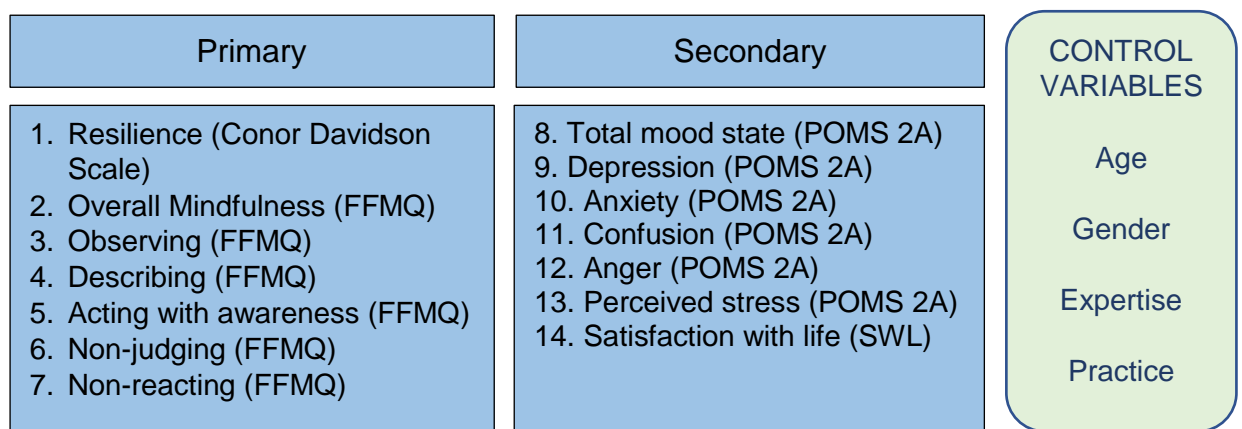 Primary
1. Resilience (Conor Davidson
Scale)
2. Overall Mindfulness (FFMQ)
3. Observing (FFMQ)
4. Describing (FFMQ)
5. Acting with awareness (FFMQ)
6. Non-judging (FFMQ)
7. Non-reacting (FFMQ)
Secondary
8. Total mood state (POMS 2A)
9. Depression (POMS 2A)
10. Anxiety (POMS 2A)
11. Confusion (POMS 2A)
12. Anger (POMS 2A)
13. Perceived stress (POMS 2A)
14. Satisfaction with life (SWL)
CONTROL
VARIABLES
Age
Gender
Expertise
Practice